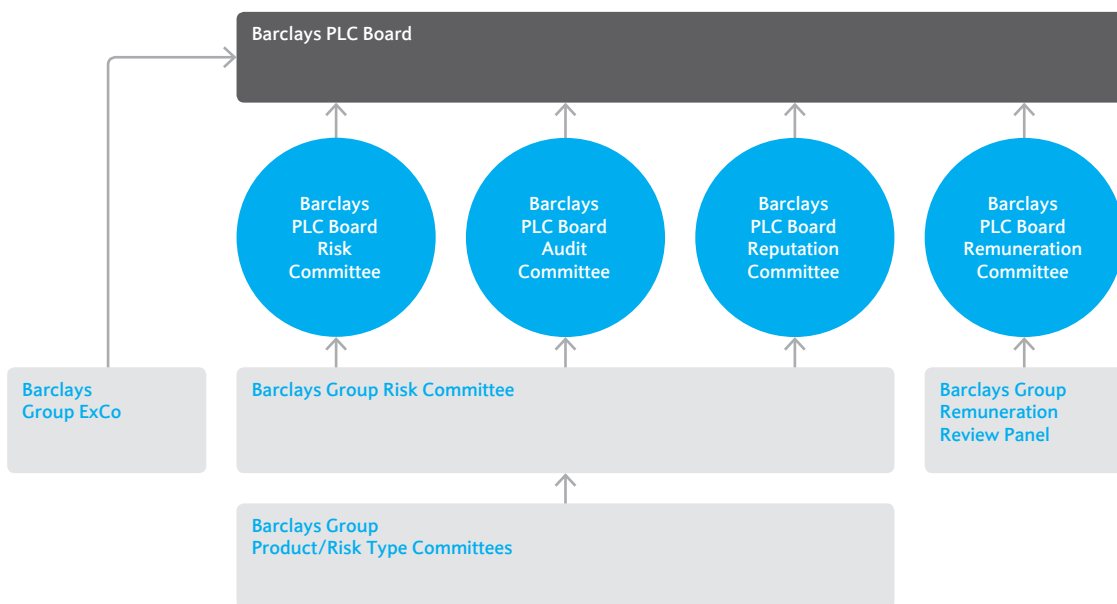 Barclays PLC Board
Barclays
PLC Board
Risk
Committee
Barclays
PLC Board
Audit
Committee
Barclays
PLC Board
Reputation
Committee
Barclays
PLC Board
Remuneration
Committee
Barclays
Group ExCo
Barclays Group Risk Committee
Barclays Group
Remuneration
Review Panel
Barclays Group
Product/Risk Type Committees